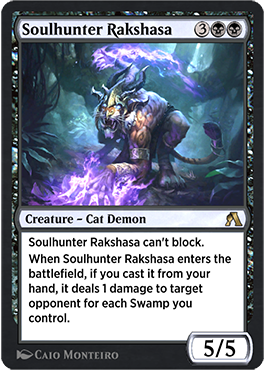 Soulhunter Rakshasa 3
Creature – Cat Demon
Soulhunter Rakshasa can't block.
When Soulhunter Rakshasa enters the
battlefield, if you cast it from your
hand, it deals 1 damage to target
opponent for each Swamp you
control.
5/5
Caio Monteiro